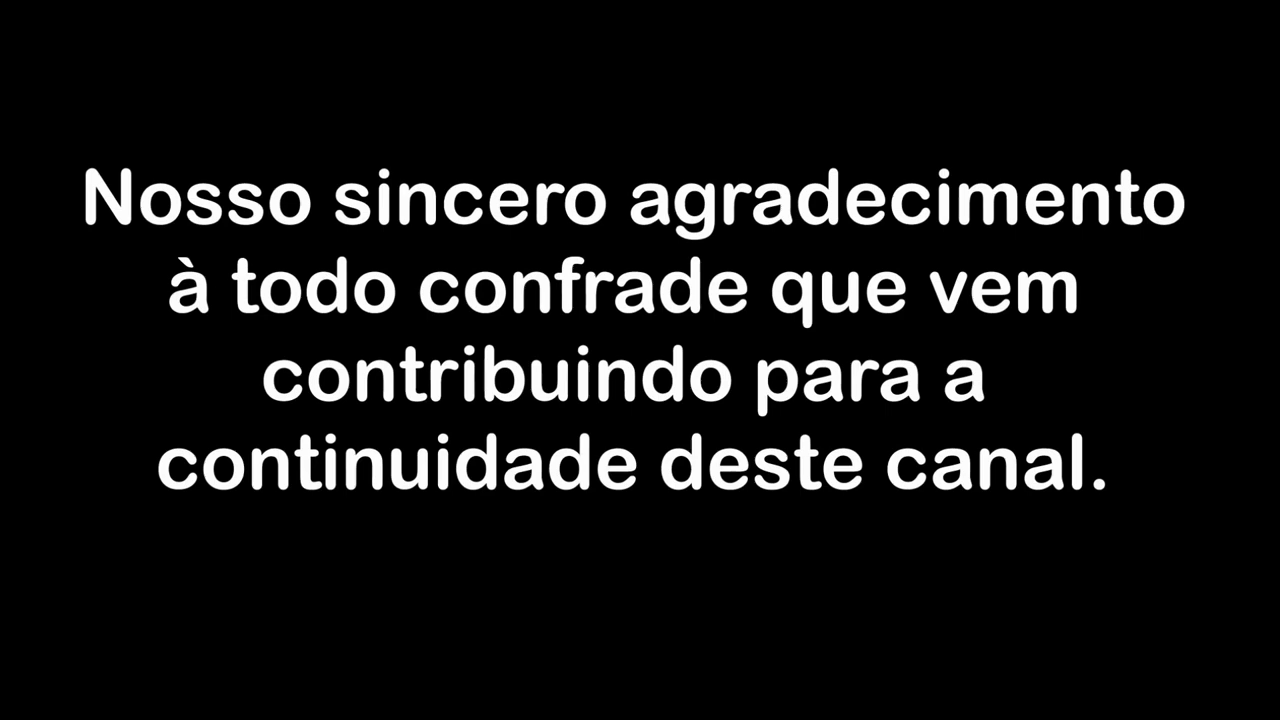 Nosso sincero agradecimento
à todo confrade que vem
contribuindo para a
continuidade deste canal.